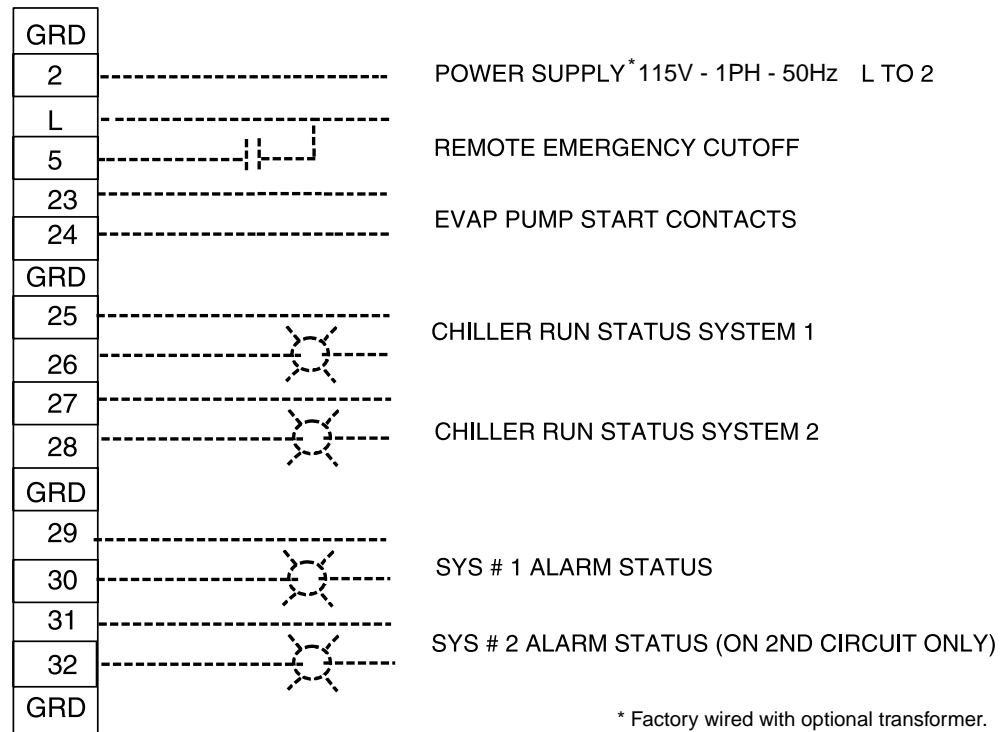 GRD
2
POWER SUPPLY*115V - 1PH - 50Hz L TO 2
L
5
REMOTE EMERGENCY CUTOFF
23
EVAP PUMP START CONTACTS
24
GRD
25
CHILLER RUN STATUS SYSTEM 1
26
27
CHILLER RUN STATUS SYSTEM 2
28
GRD
29
SYS # 1 ALARM STATUS
30
31
SYS # 2 ALARM STATUS (ON 2ND CIRCUIT ONLY)
32
GRD
* Factory wired with optional transformer.